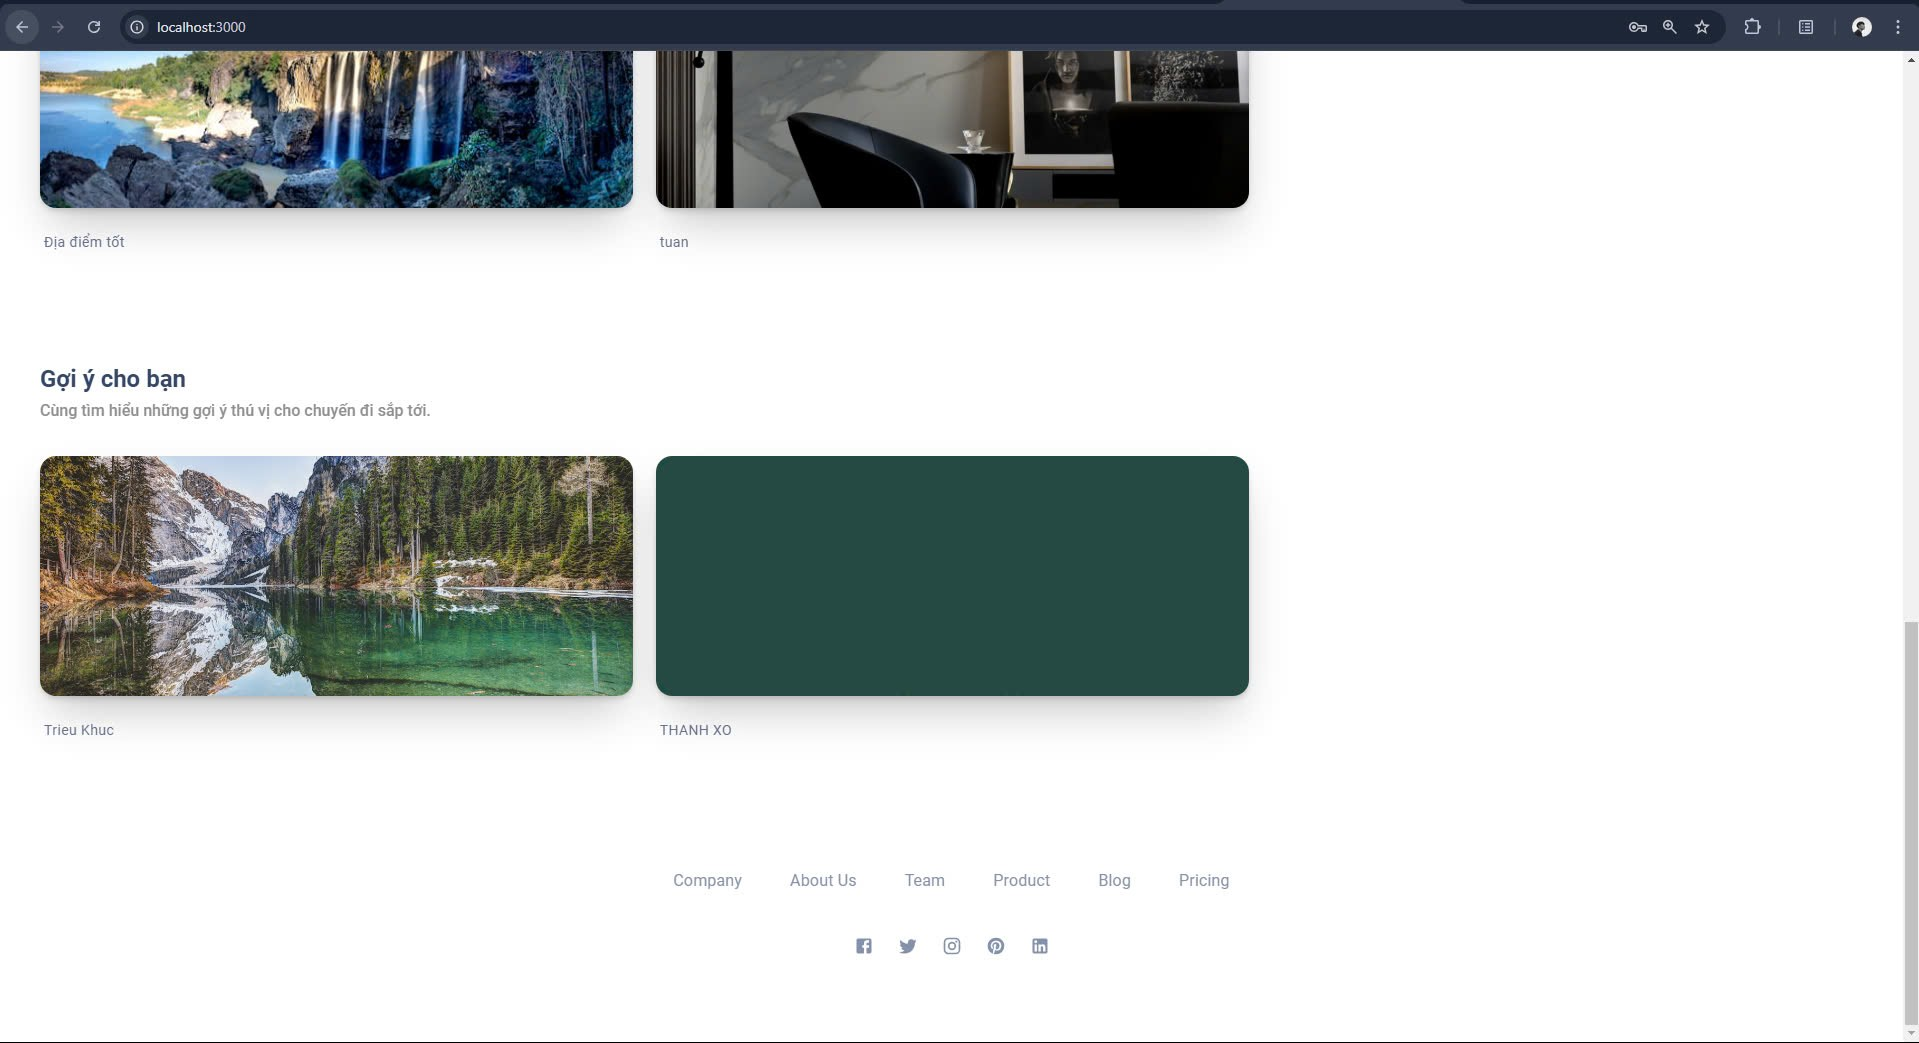 localhost:3000
Địa điểm tốt
tuan
Gợi ý cho bạn
Cùng tìm hiểu những gợi ý thú vị cho chuyến đi sắp tới.
Trieu Khuc
THANH XO
Company About Us Team Product Blog Pricing